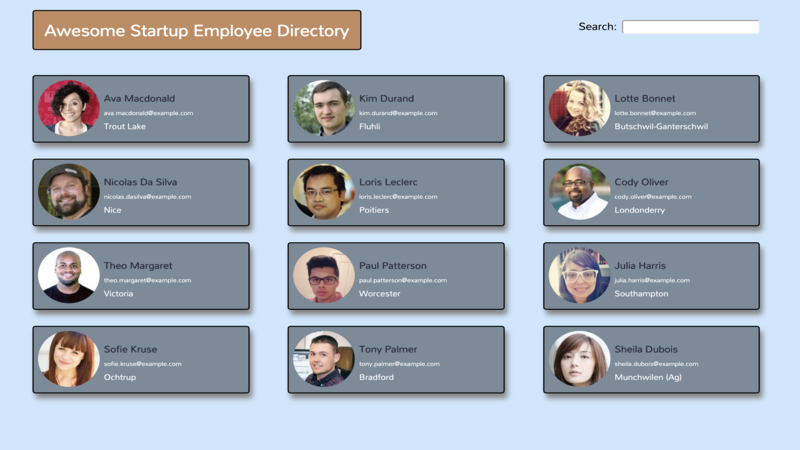 Awesome Startup Employee Directory
Search:
Ava Macdonald
ava.macdonald@example.com
Trout Lake
Kim Durand
kim.durand@example.com
Fluhli
Lotte Bonnet
lotte.bonnet@example.com
Butschwil-Ganterschwil
Nicolas Da Silva
nicolas.dasilva@example.com
Nice
Loris Leclerc
loris.leclerc@example.com
Poitiers
Cody Oliver
cody.oliver@example.com
Londonderry
Theo Margaret
theo.margaret@example.com
Victoria
Paul Patterson
paul.patterson@example.com
Worcester
Julia Harris
julia.harris@example.com
Southampton
Sofie Kruse
sofie.kruse@example.com
Ochtrup
Tony Palmer
tony.palmer@example.com
Bradford
Sheila Dubois
sheila.dubois@example.com
Munchwilen (Ag)